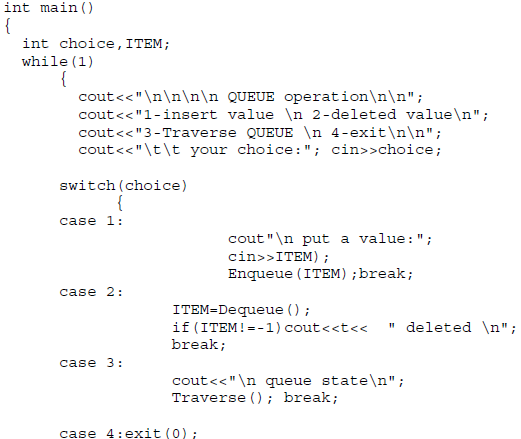 int main()
{
int choice,ITEM;
while(1)
{
cout<<"\n\n\n\n QUEUE operation\n\n";
cout<<"1-insert value \n 2-deleted value\n";
cout<<"3-Traverse QUEUE \n 4-exit\n\n";
cout<<"\t\t your choice:"; cin>>choice;
switch(choice)
{
case 1:
cout"\n put a value:";
cin>>ITEM);
Enqueue(ITEM);break;
case 2:
ITEM=Dequeue();
if(ITEM!=-1)cout<<t<< " deleted \n";
break;
case 3:
cout<<"\n queue state\n";
Traverse(); break;
case 4:exit(0);